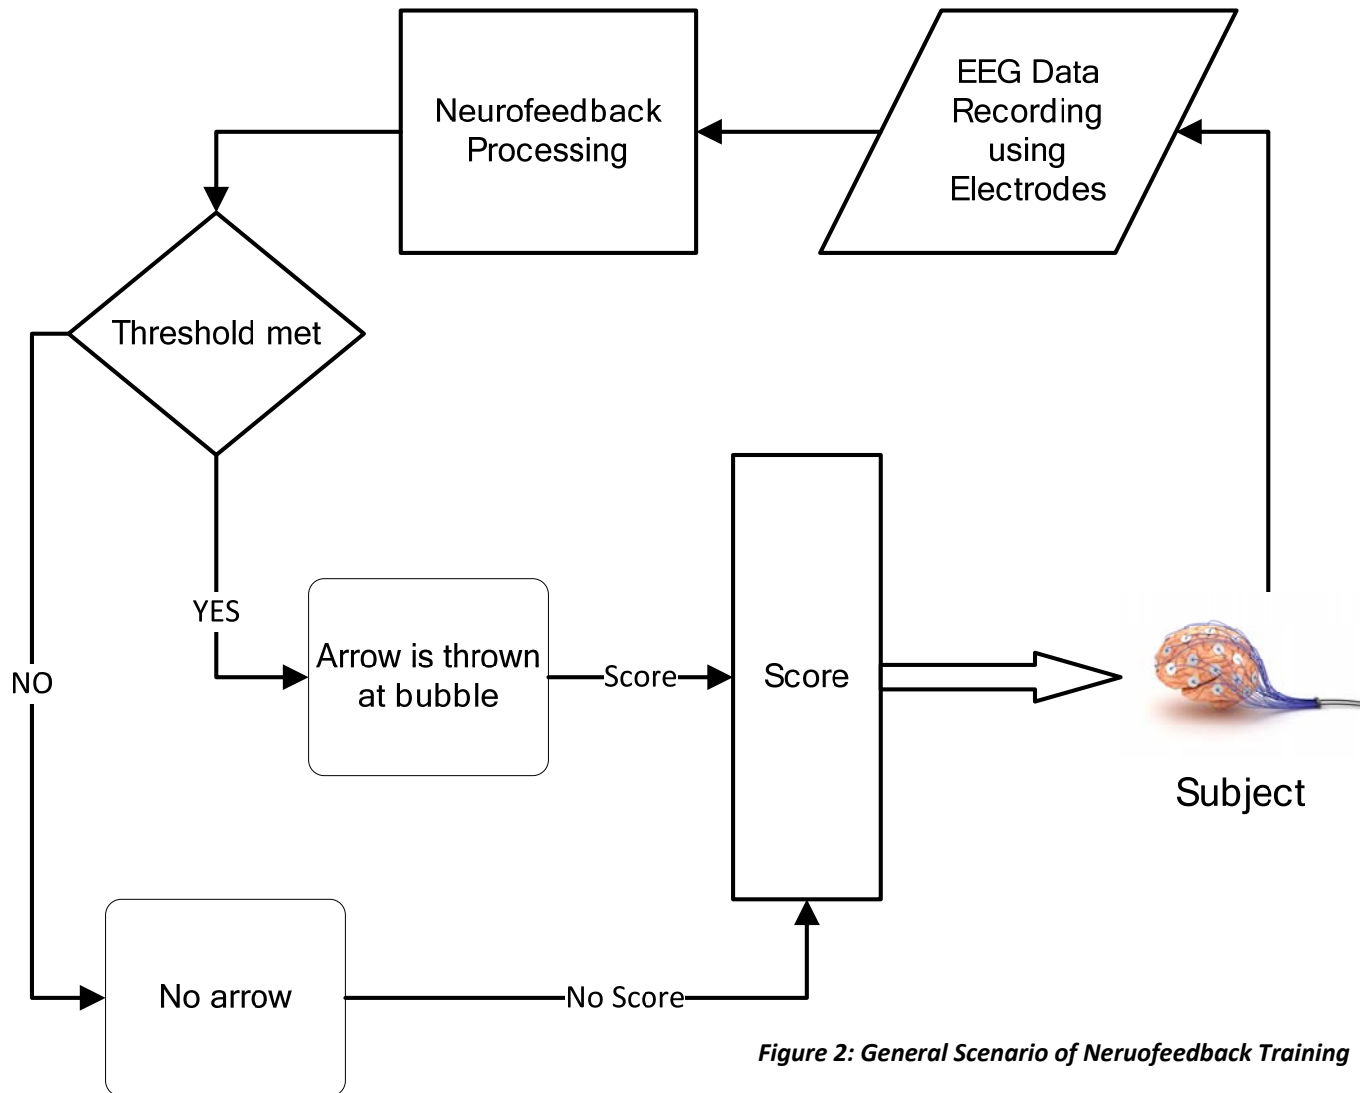 EEG Data
Recording
using
Electrodes
Neurofeedback
Processing
Threshold met
YES
Arrow is thrown
at bubble
Score
Score
NO
Subject
No arrow
No Score
Figure 2: General Scenario of Neruofeedback Training